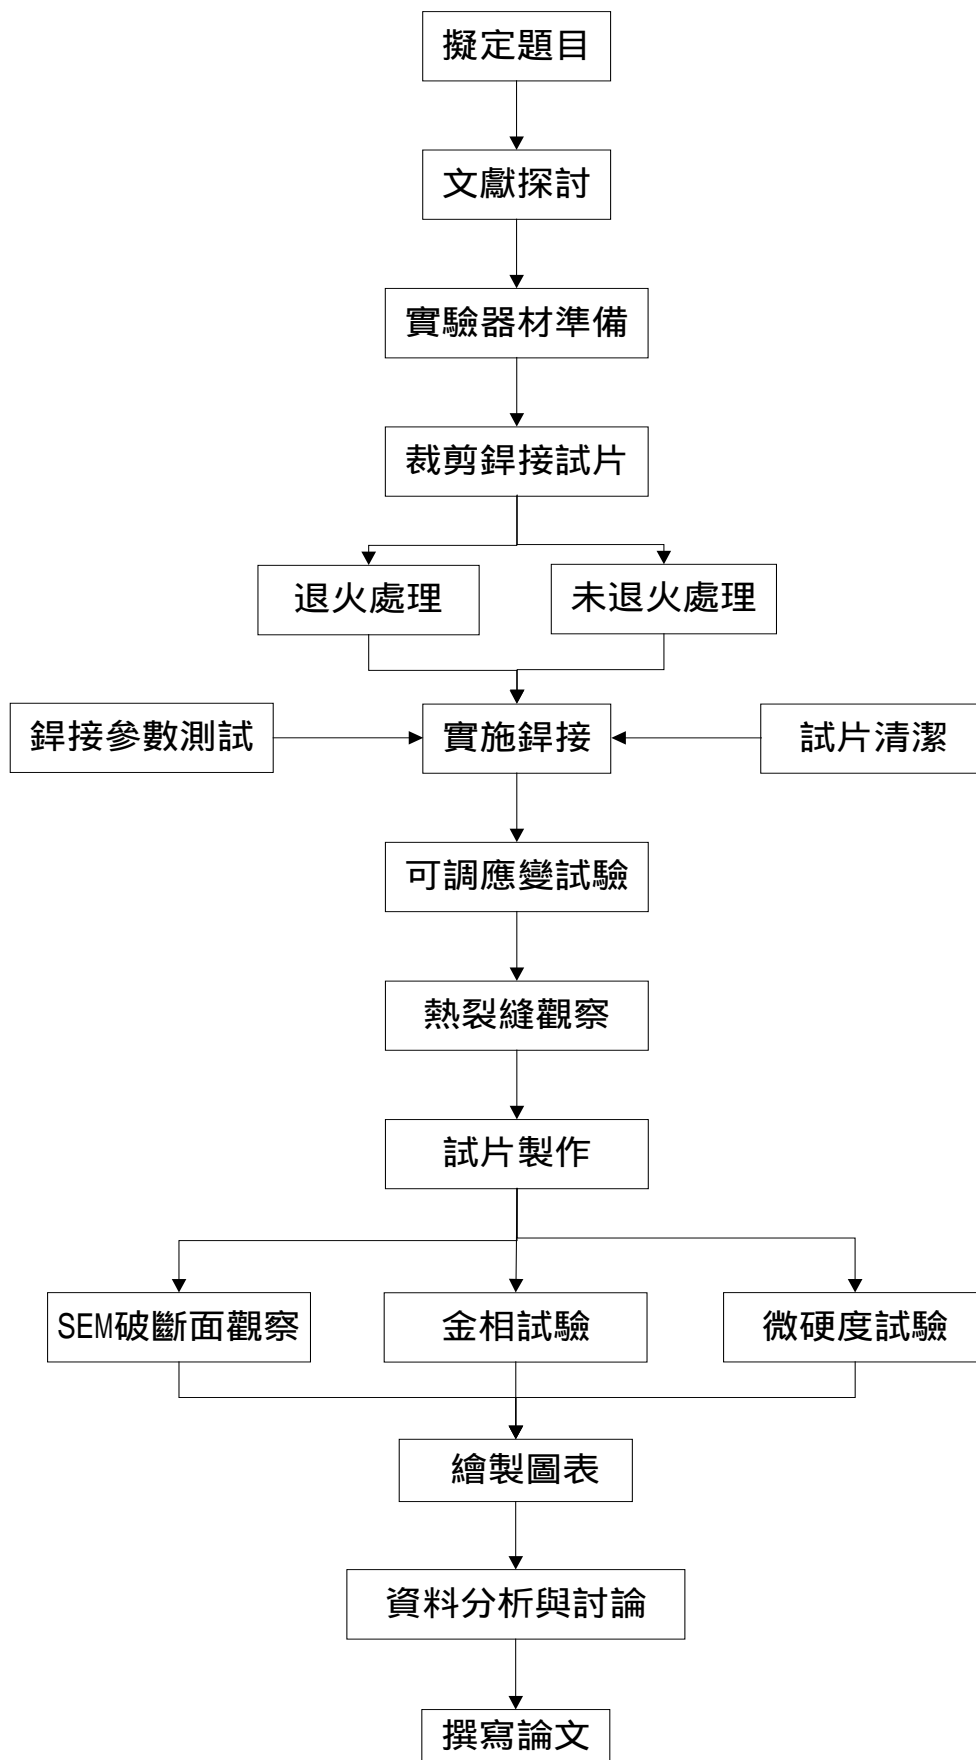 擬定題目
文獻探討
實驗器材準備
裁剪銲接試片
退火處理
未退火處理
銲接參數測試
實施銲接
試片清潔
可調應變試驗
熱裂縫觀察
試片製作
SEM破斷面觀察
金相試驗
微硬度試驗
繪製圖表
資料分析與討論
撰寫論文